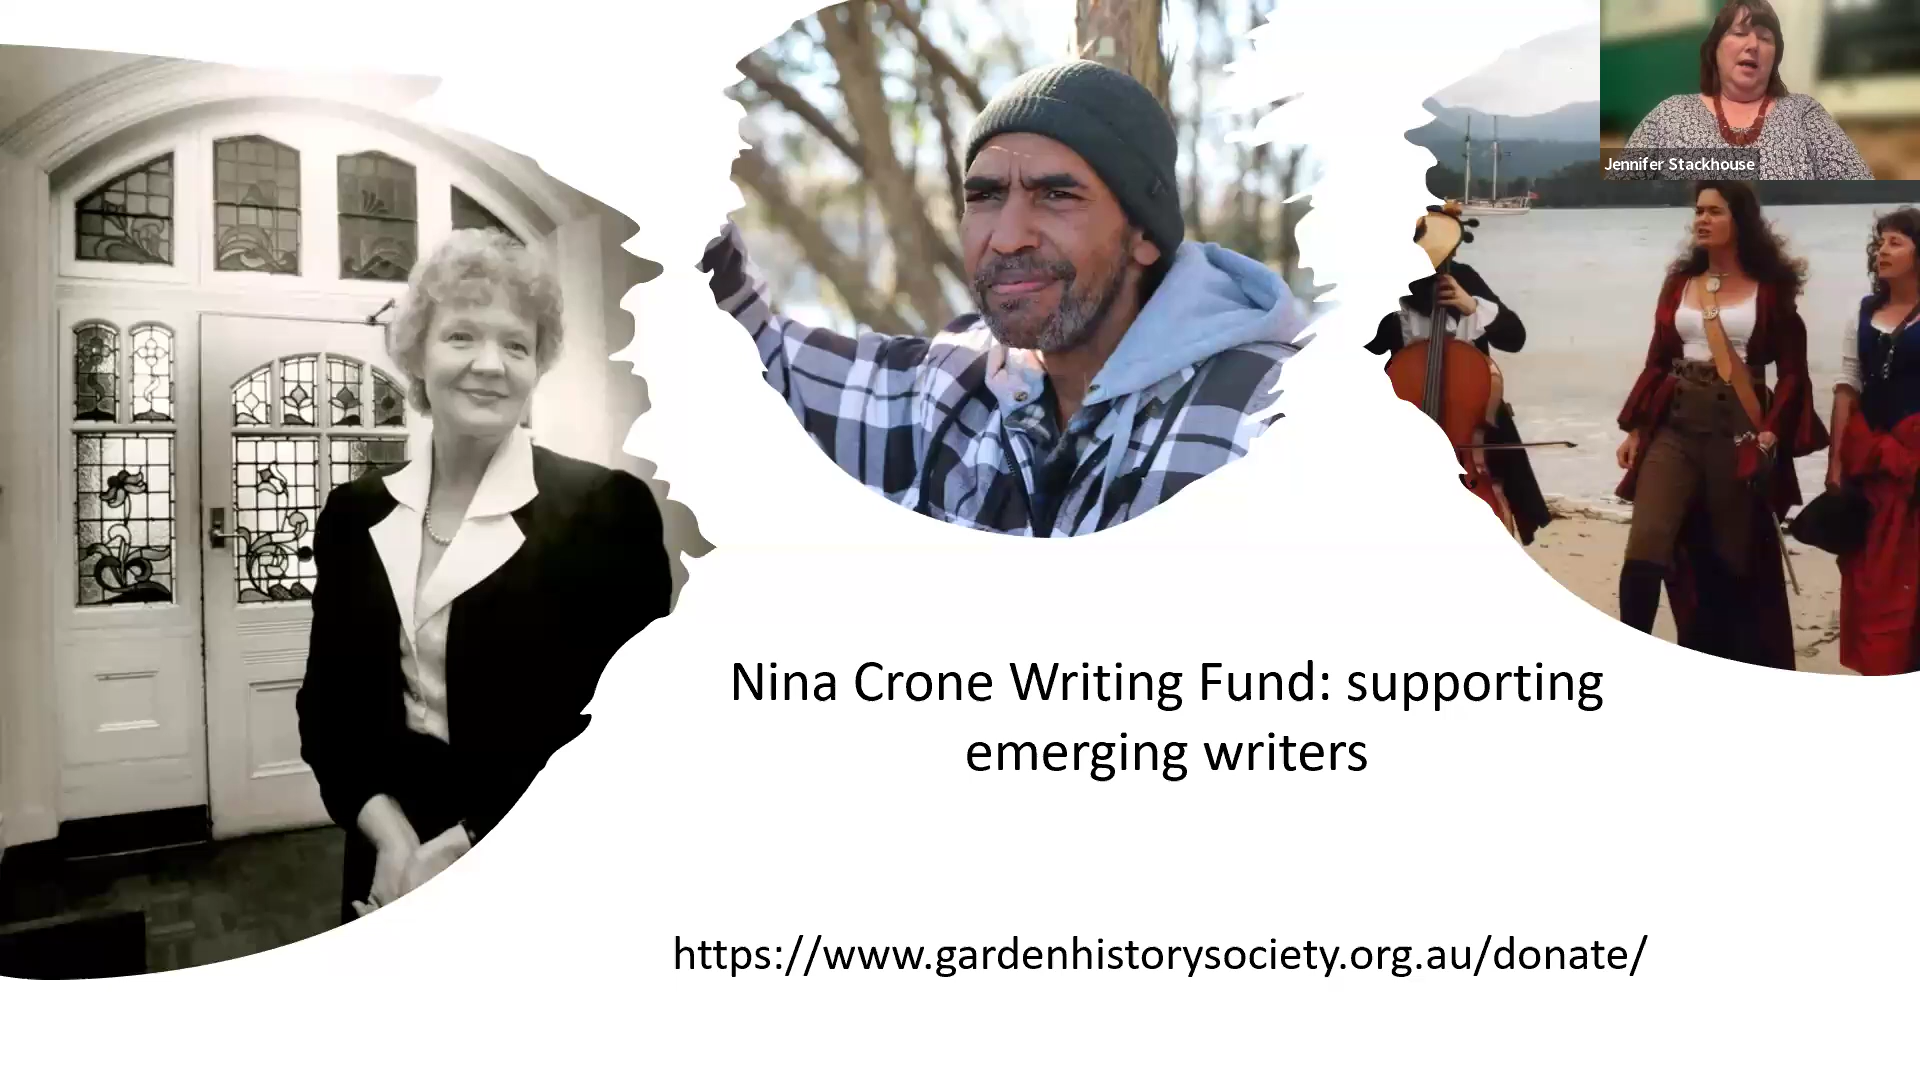 Jennifer Stackhouse
Nina Crone Writing Fund: supporting
emerging writers
https://www.gardenhistorysociety.org.au/donate/